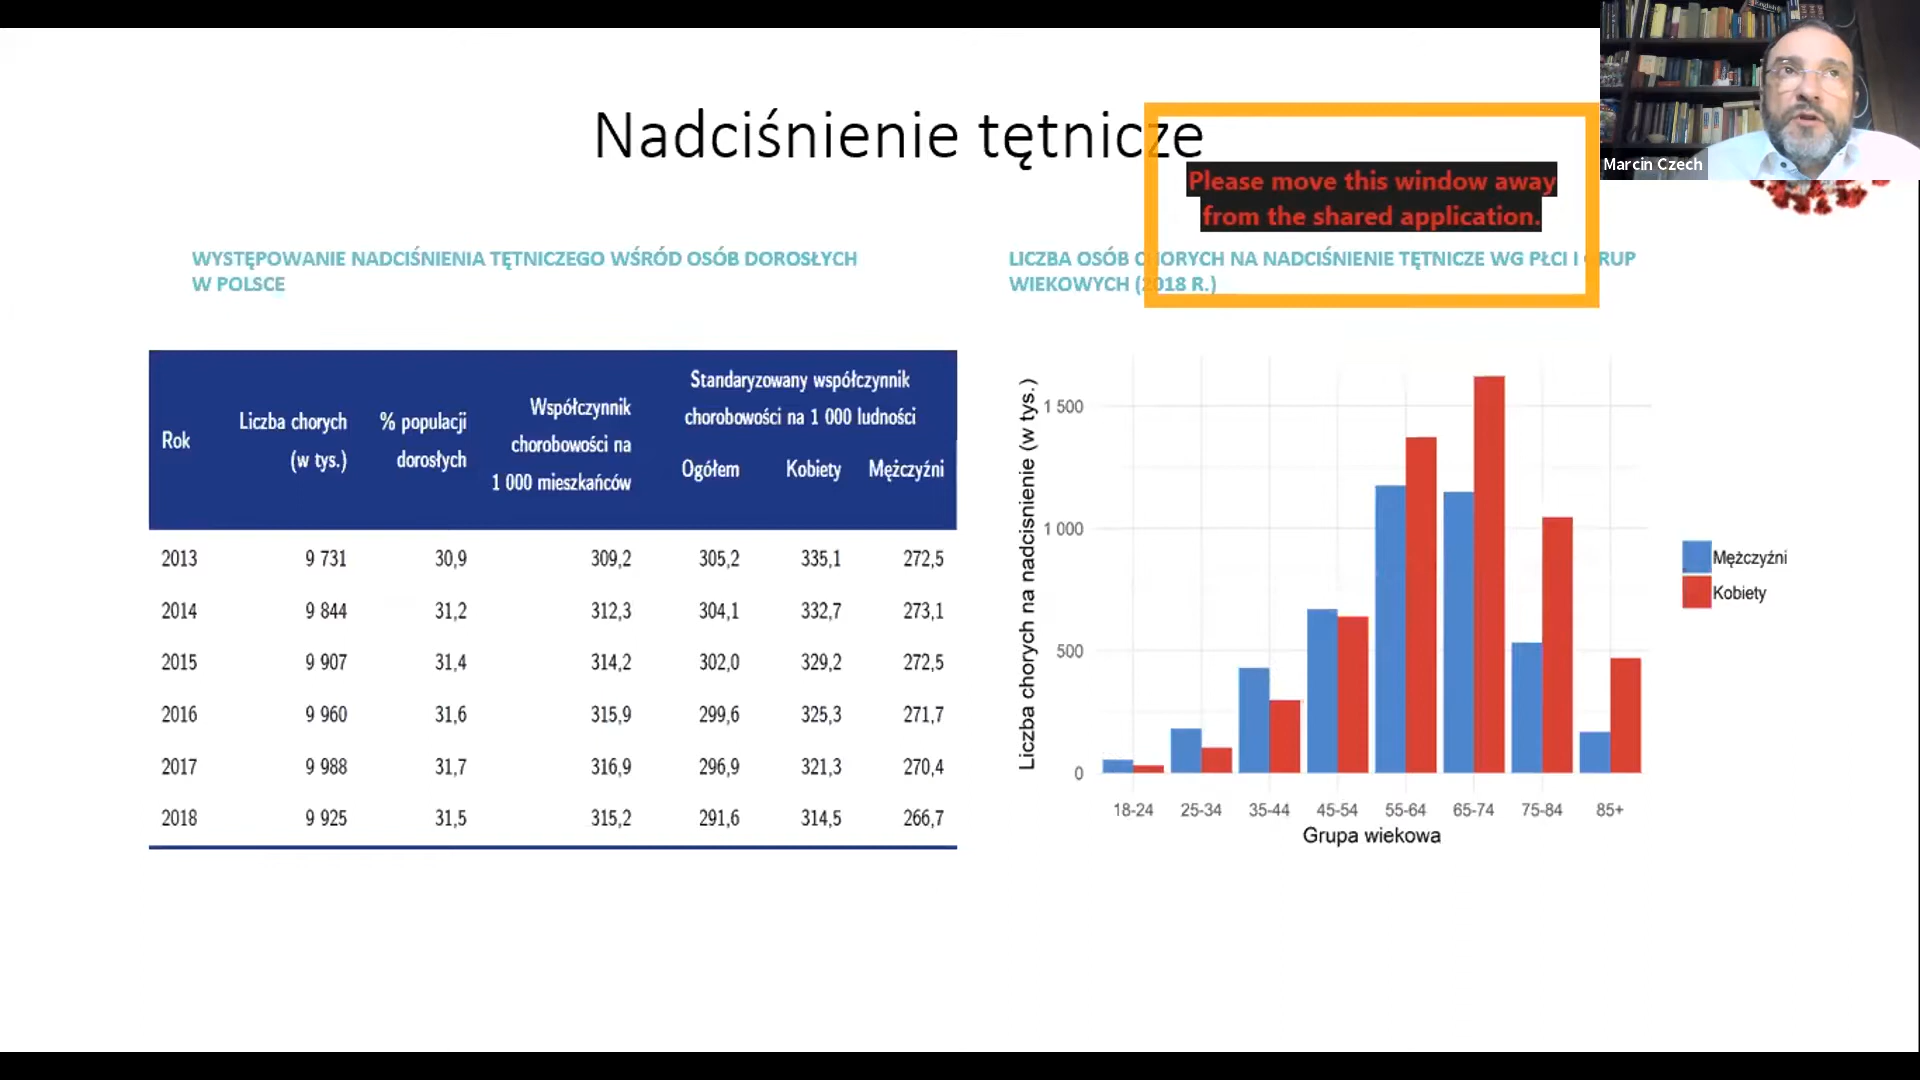 Nadciśnienie tętnicze
Please move this window away
from the shared application.
Marcin Czech
WYSTĘPOWANIE NADCIŚNIENIA TĘTNICZEGO WŚRÓD OSÓB DOROSŁYCH
W POLSCE
LICZBA OSÓB CHORYCH NA NADCIŚNIENIE TĘTNICZE WG PŁCI I GRUP
WIEKOWYCH (2018 R.)
Rok
Liczba chorych
(w tys.)
% populacji
dorosłych
Współczynnik
chorobowości na
1 000 mieszkańców
Standaryzowany współczynnik
chorobowości na 1 000 ludności
Ogółem Kobiety Mężczyźni
2013 9 731 30,9 309,2 305,2 335,1 272,5
2014 9 844 31,2 312,3 304,1 332,7 273,1
2015 9 907 31,4 314,2 302,0 329,2 272,5
2016 9 960 31,6 315,9 299,6 325,3 271,7
2017 9 988 31,7 316,9 296,9 321,3 270,4
2018 9 925 31,5 315,2 291,6 314,5 266,7
Liczba chorych na nadcisnienie (w tys.)
1 500
1 000
500
0
18-24 25-34 35-44 45-54 55-64 65-74 75-84 85+
Grupa wiekowa
Mężczyźni
Kobiety